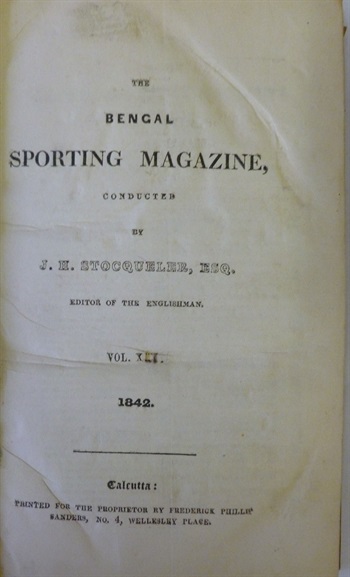 THE
BENGAL
SPORTING MAGAZINE,
CONDUCTED
BY
J. H. STOCQUELER, ESQ.
EDITOR OF THE ENGLISHMAN.
VOL.
1842.
Calcutta:
PRINTED FOR THE PROPRIETOR BY FREDERICK PHILLIP
SANDERS, NO. 4, WELLESLEY PLACE.